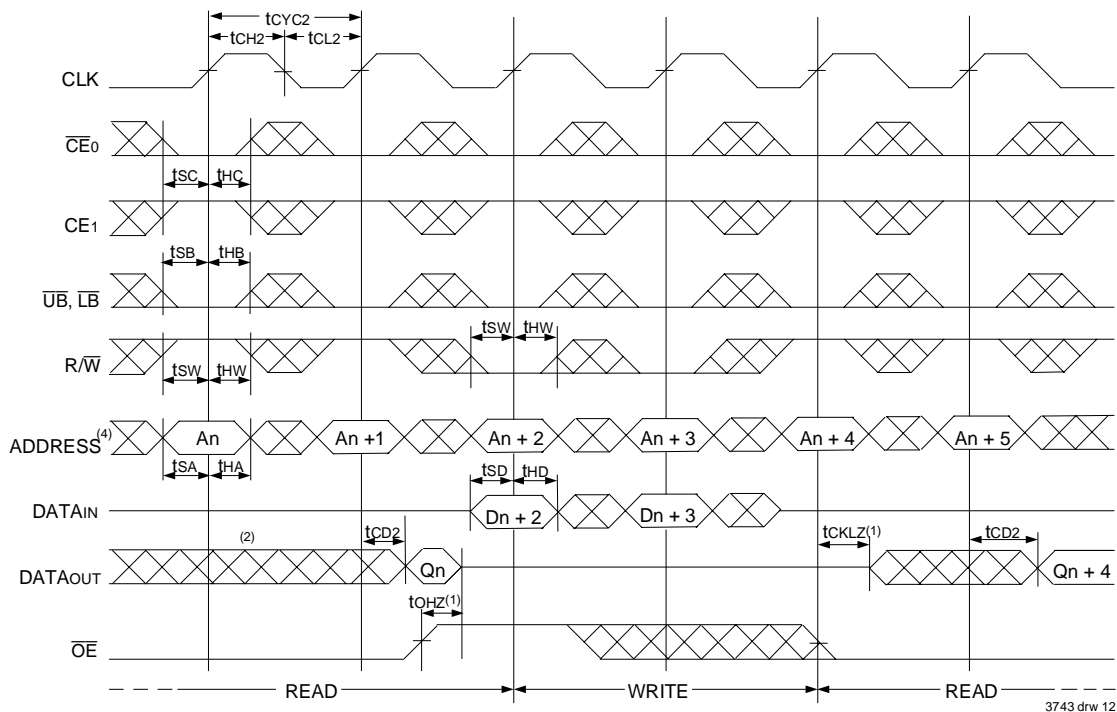 tCYC2
tCH2 tCL2
CLK
CE0
tSC tHC
CE1
tSB tHB
UB, LB
tSW tHW
R/W
tSW tHW
ADDRESS(4) An An +1 An + 2 An + 3 An + 4 An + 5
tSA tHA tSD tHD
DATAIN Dn + 2 Dn + 3
(2) tCD2 tCKLZ(1) tCD2
DATAOUT Qn Qn + 4
tOHZ(1)
OE
READ WRITE READ
3743 drw 12